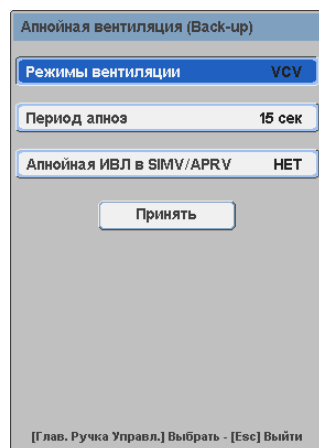 Апнойная вентиляция (Back-up)
Режимы вентиляции VCV
Период апноз 15 сек
Апнойная ИВЛ в SIMV/APRV НЕТ
Принять
[Глав. Ручка Управл.] Выбрать - [Esc] Выйти